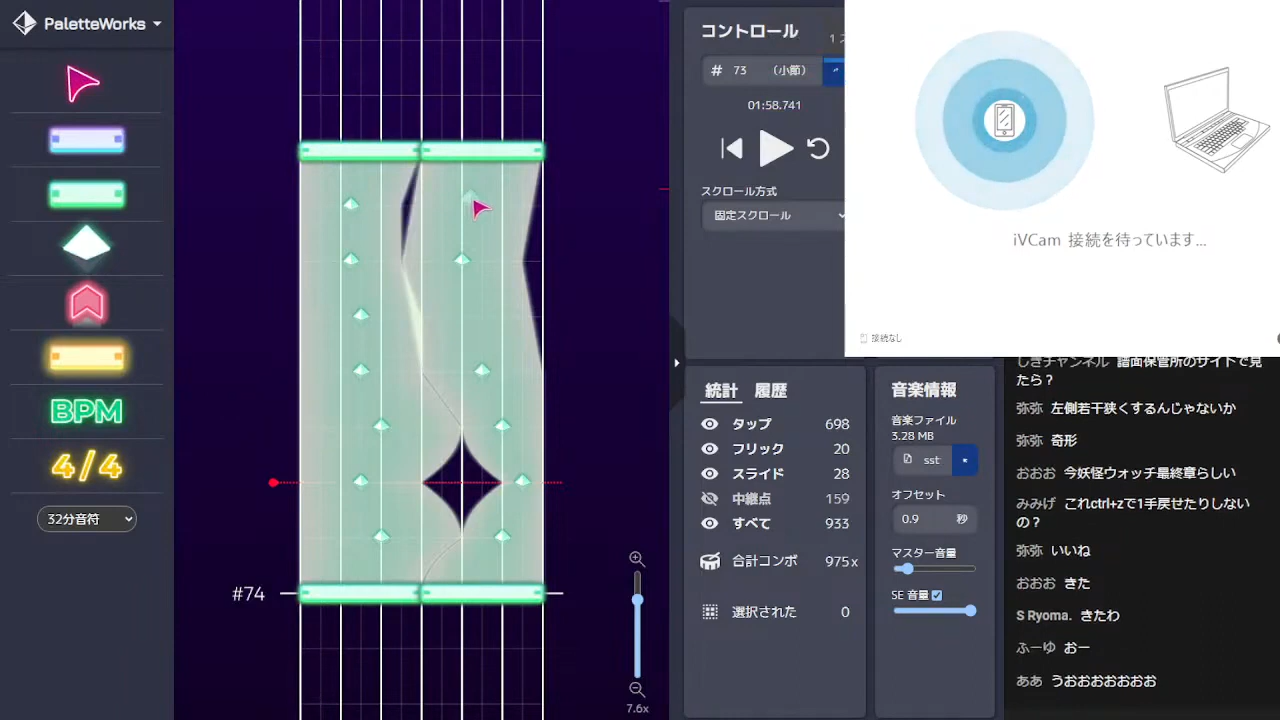 PaletteWorks
BPM
4/4
32分音符
#74
7.6x
コントロール
# 73 （小節）
01:58.741
スクロール方式
固定スクロール
iVCam 接続を待っています...
接続なし
統計 履歴
タップ 698
フリック 20
スライド 28
中継点 159
すべて 933
合計コンボ 975x
選択された 0
音楽情報
音楽ファイル
3.28 MB
sst
オフセット
0.9 秒
マスター音量
SE 音量
しきチャンネル 譜面保管所のサイトで見
たら？
弥弥 左側若干狭くするんじゃないか
弥弥 奇形
おおお 今妖怪ウォッチ最終章らしい
みみげ これctrl+zで1手戻せたりしない
の？
弥弥 いいね
おおお きた
S Ryoma. きたわ
ふーゆ おー
ああ うおおおおおおお